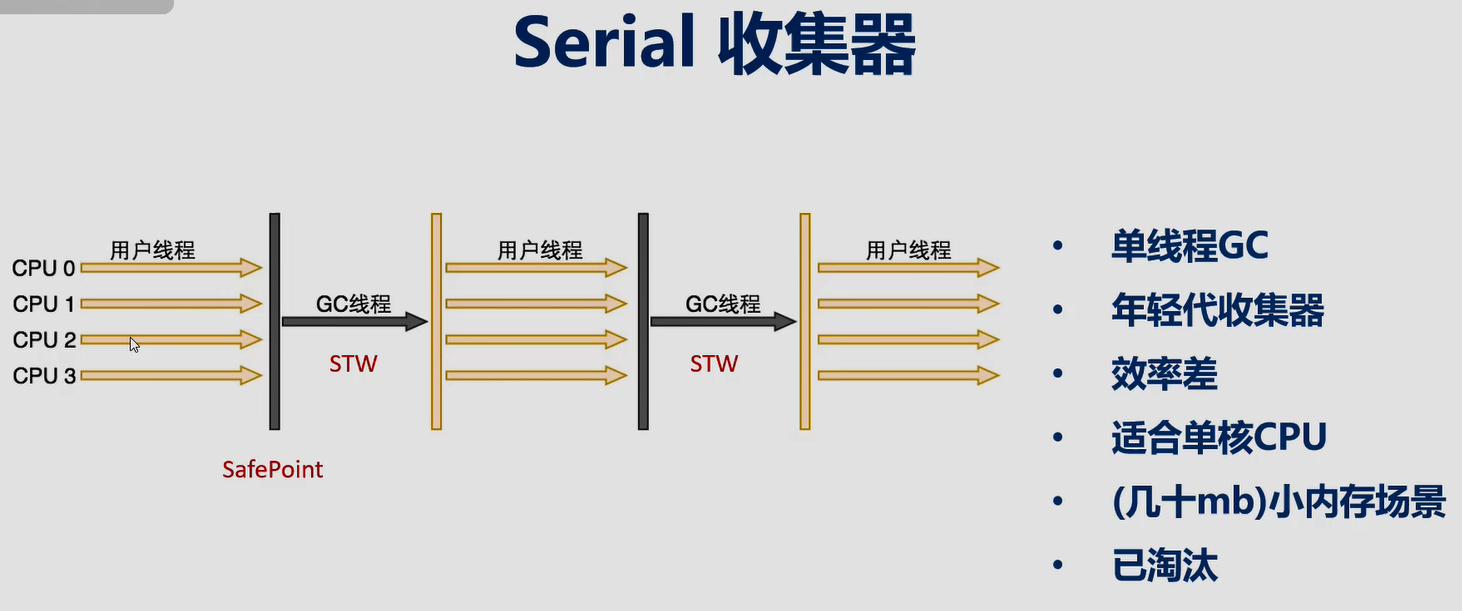 Serial 收集器
用户线程
用户线程
用户线程
CPU 0
CPU 1
GC线程
GC线程
CPU 2
STW
STW
CPU 3
SafePoint
• 单线程GC
• 年轻代收集器
• 效率差
• 适合单核CPU
• (几十mb)小内存场景
• 已淘汰